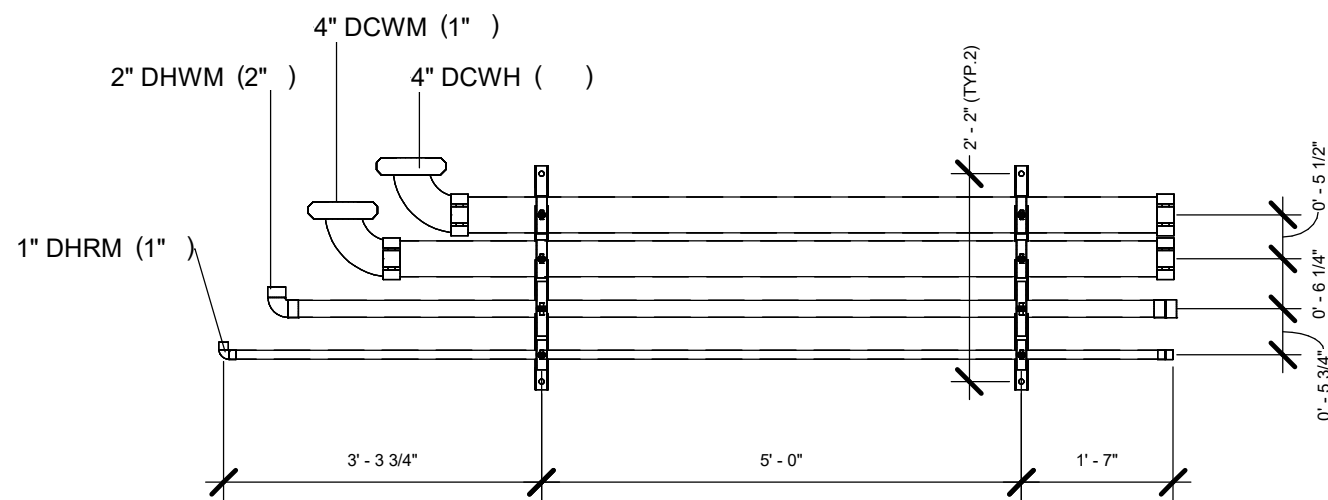 4" DCWM (1" )
2" DHWM (2" )
4" DCWH ( )
1" DHRM (1" )
2' - 2" (TYP.2)
0' - 5 1/2"
0' - 6 1/4"
0' - 5 3/4"
3' - 3 3/4"
5' - 0"
1' - 7"